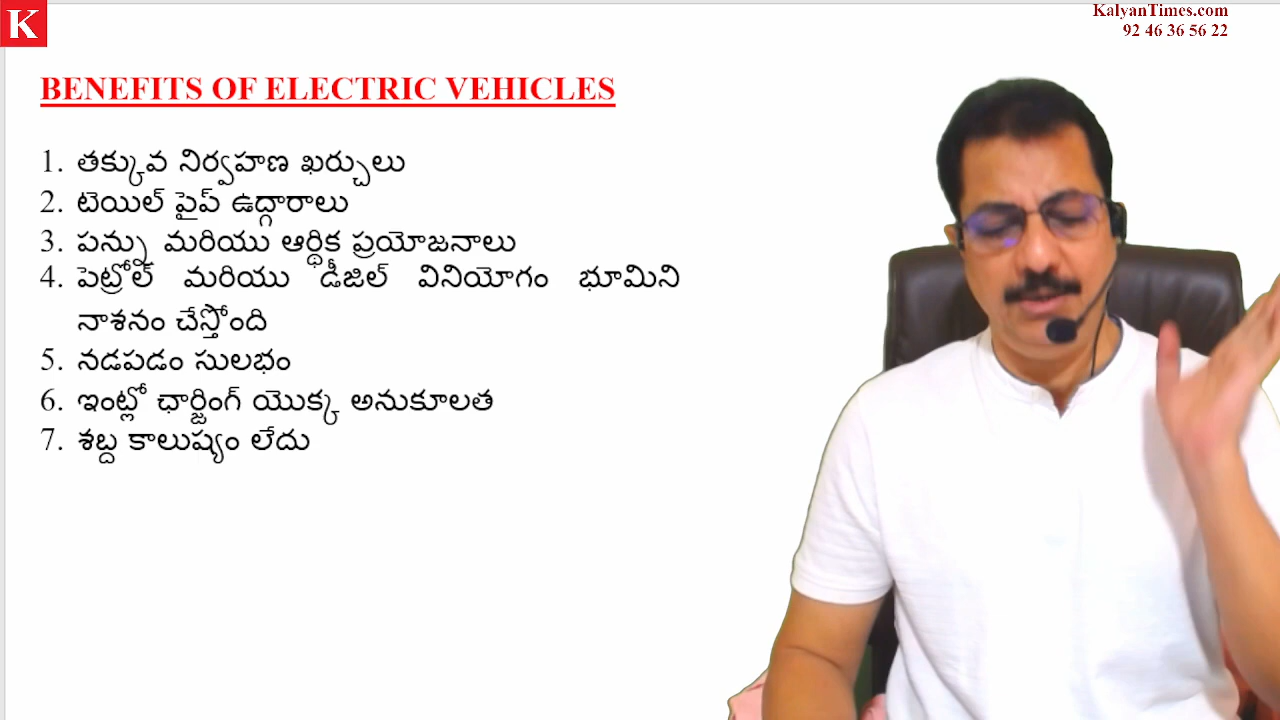 K
KalyanTimes.com
92 46 36 56 22
BENEFITS OF ELECTRIC VEHICLES
1. తక్కువ నిర్వహణ ఖర్చులు
2. టెయిల్ పైప్ ఉద్గారాలు
3. పన్ను మరియు ఆర్థిక ప్రయోజనాలు
4. పెట్రోల్ మరియు డీజిల్ వినియోగం భూమిని
నాశనం చేస్తోంది
5. నడపడం సులభం
6. ఇంట్లో ఛార్జింగ్ యొక్క అనుకూలత
7. శబ్ద కాలుష్యం లేదు